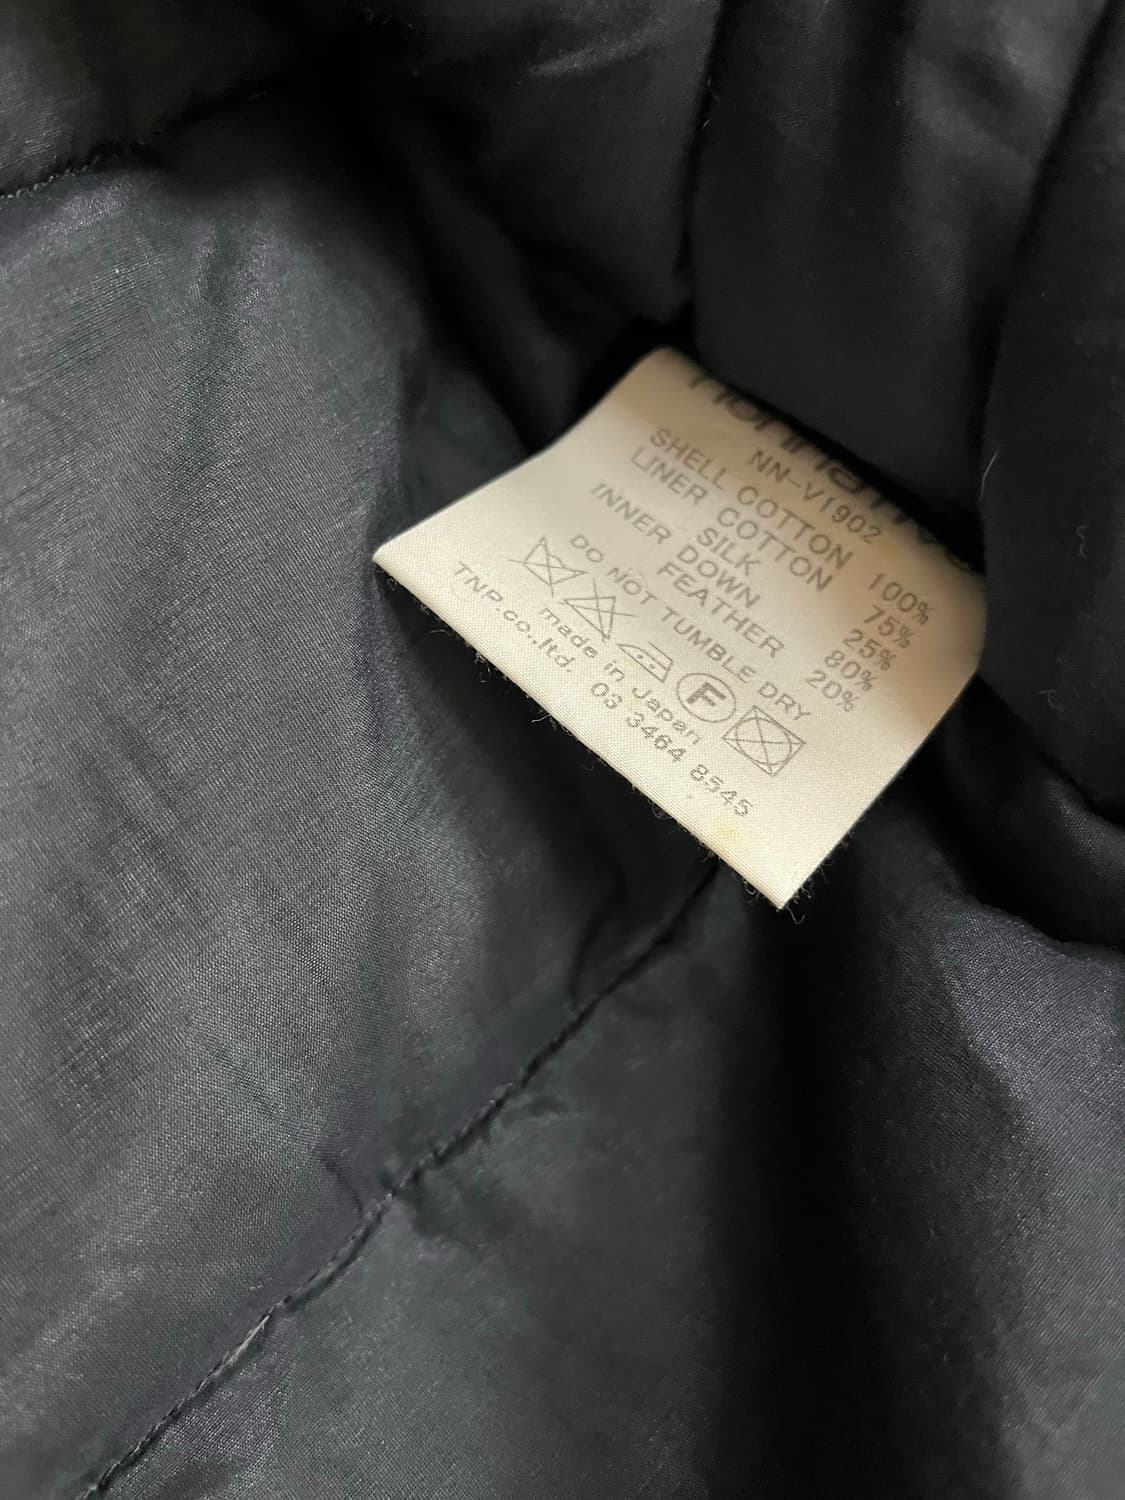 nonnative
NN-V1902
SHELL COTTON 100%
LINER COTTON 75%
SILK 25%
INNER DOWN 80%
FEATHER 20%
DO NOT TUMBLE DRY
F
made in Japan
TNP.co.,ltd. 03 3464 8545